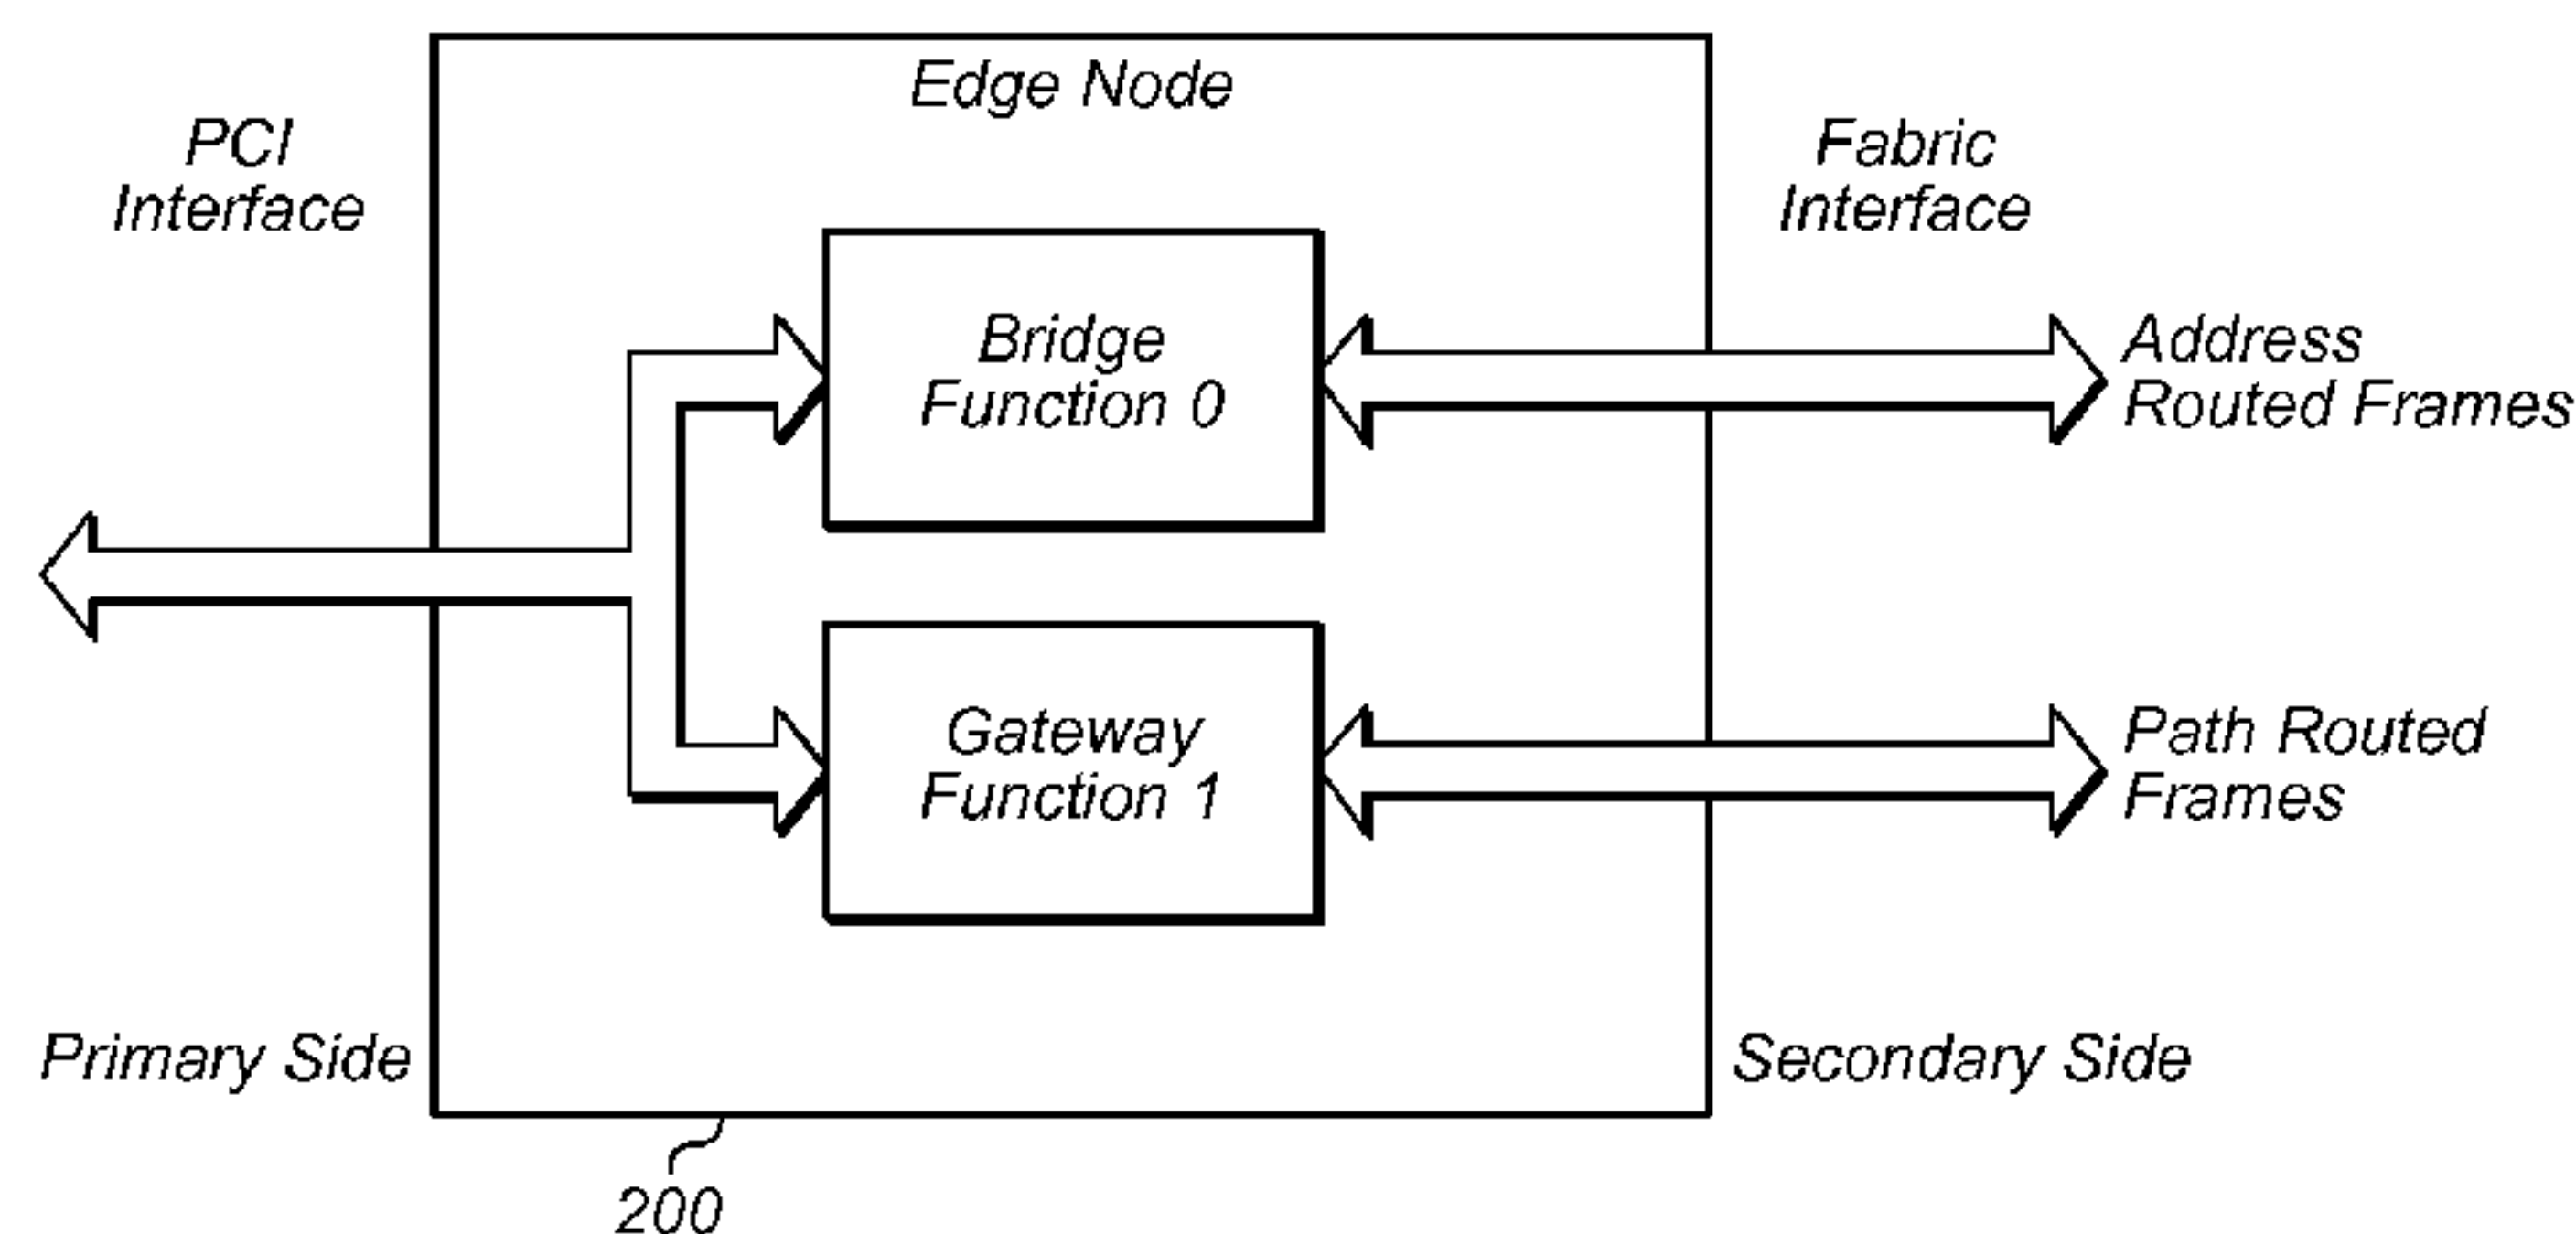 Edge Node
PCI
Interface
Fabric
Interface
Bridge
Function 0
Address
Routed Frames
Gateway
Function 1
Path Routed
Frames
Primary Side
Secondary Side
200